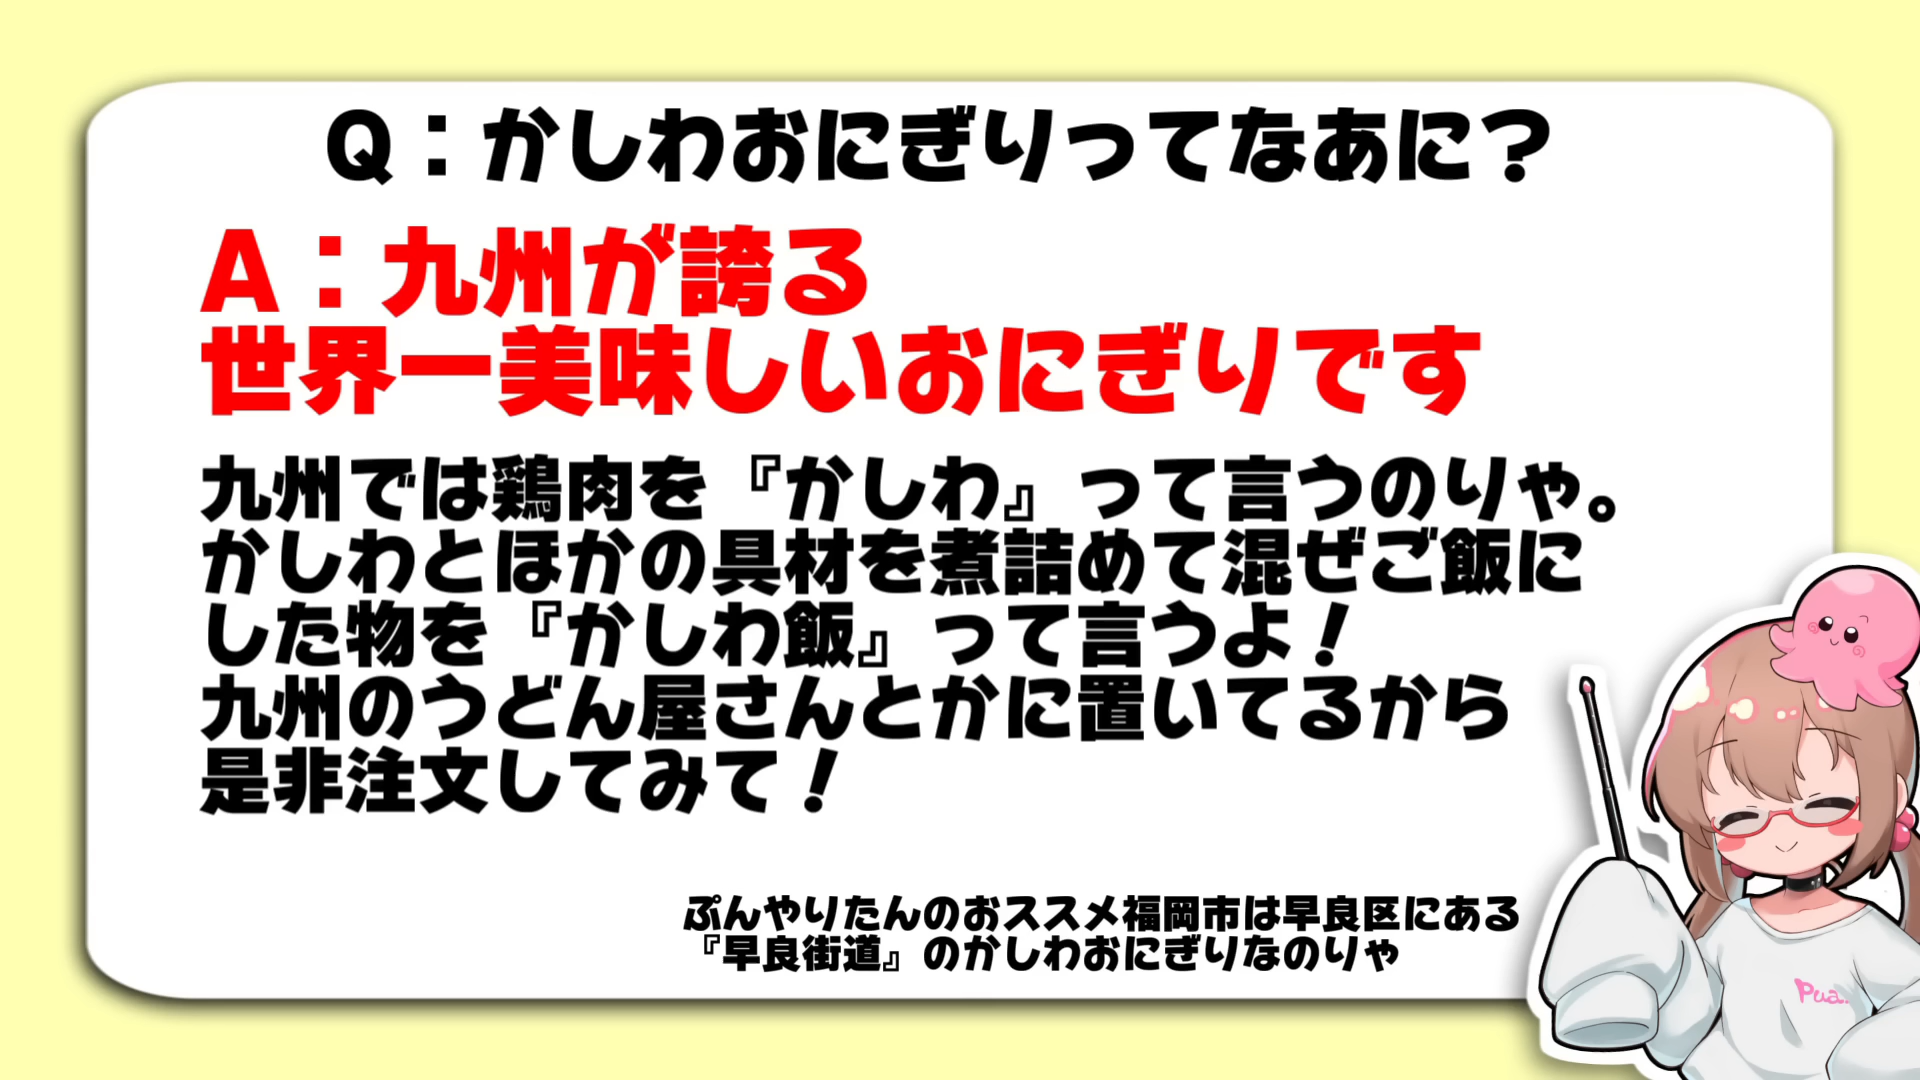 Q：かしわおにぎりってなあに？
A：九州が誇る
世界一美味しいおにぎりです
九州では鶏肉を『かしわ』って言うのりゃ。
かしわとほかの具材を煮詰めて混ぜご飯に
した物を『かしわ飯』って言うよ！
九州のうどん屋さんとかに置いてるから
是非注文してみて！
ぷんやりたんのおススメ福岡市は早良区にある
『早良街道』のかしわおにぎりなのりゃ
Pua.